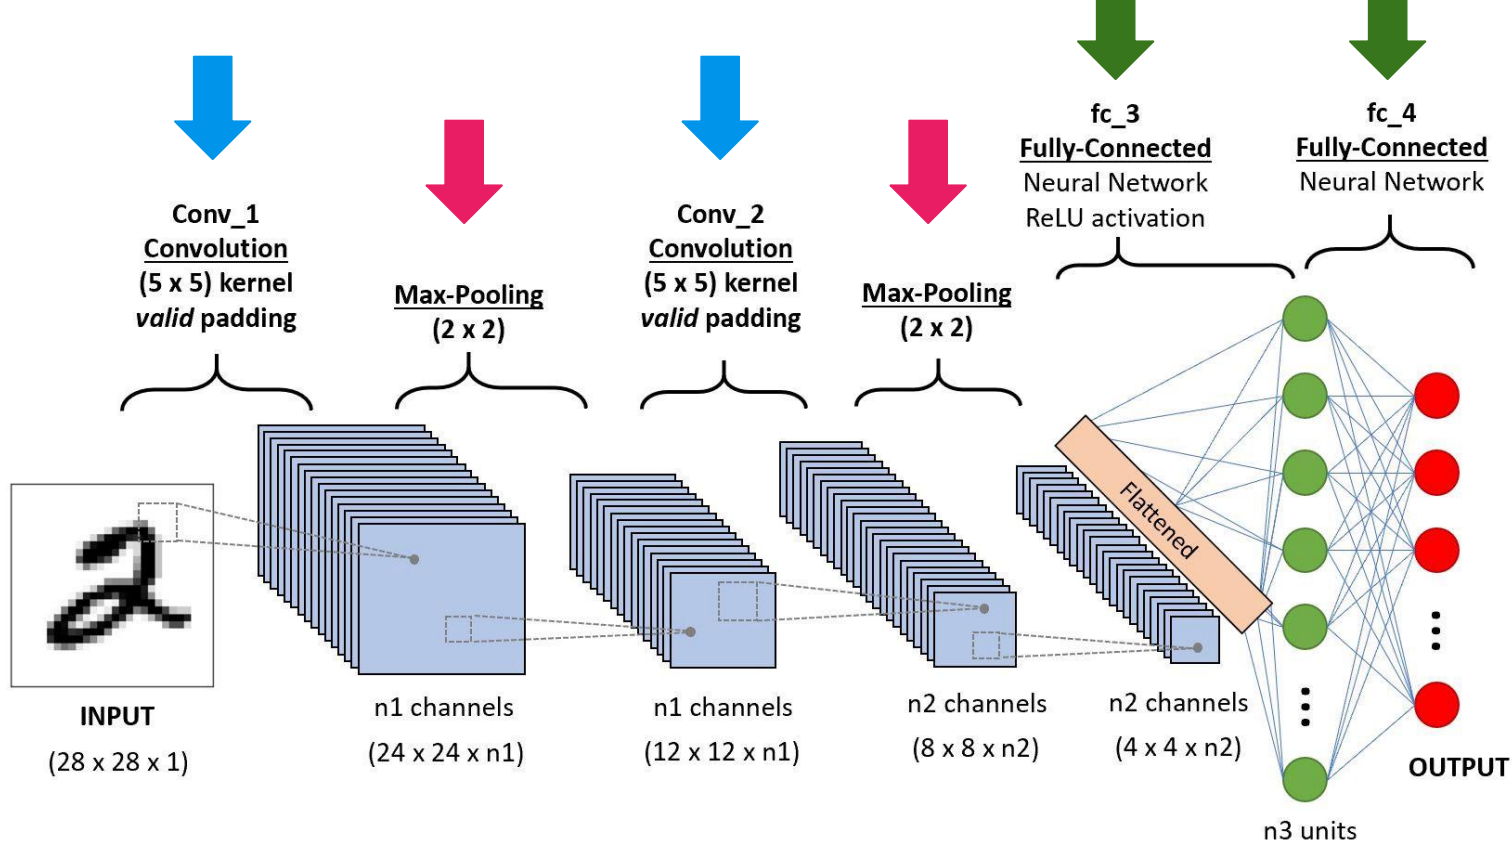 Conv_1
Convolution
(5 x 5) kernel
valid padding
Max-Pooling
(2 x 2)
Conv_2
Convolution
(5 x 5) kernel
valid padding
Max-Pooling
(2 x 2)
fc_3
Fully-Connected
Neural Network
ReLU activation
fc_4
Fully-Connected
Neural Network
2
Flattened
INPUT
(28 x 28 x 1)
n1 channels
(24 x 24 x n1)
n1 channels
(12 x 12 x n1)
n2 channels
(8 x 8 x n2)
n2 channels
(4 x 4 x n2)
n3 units
OUTPUT